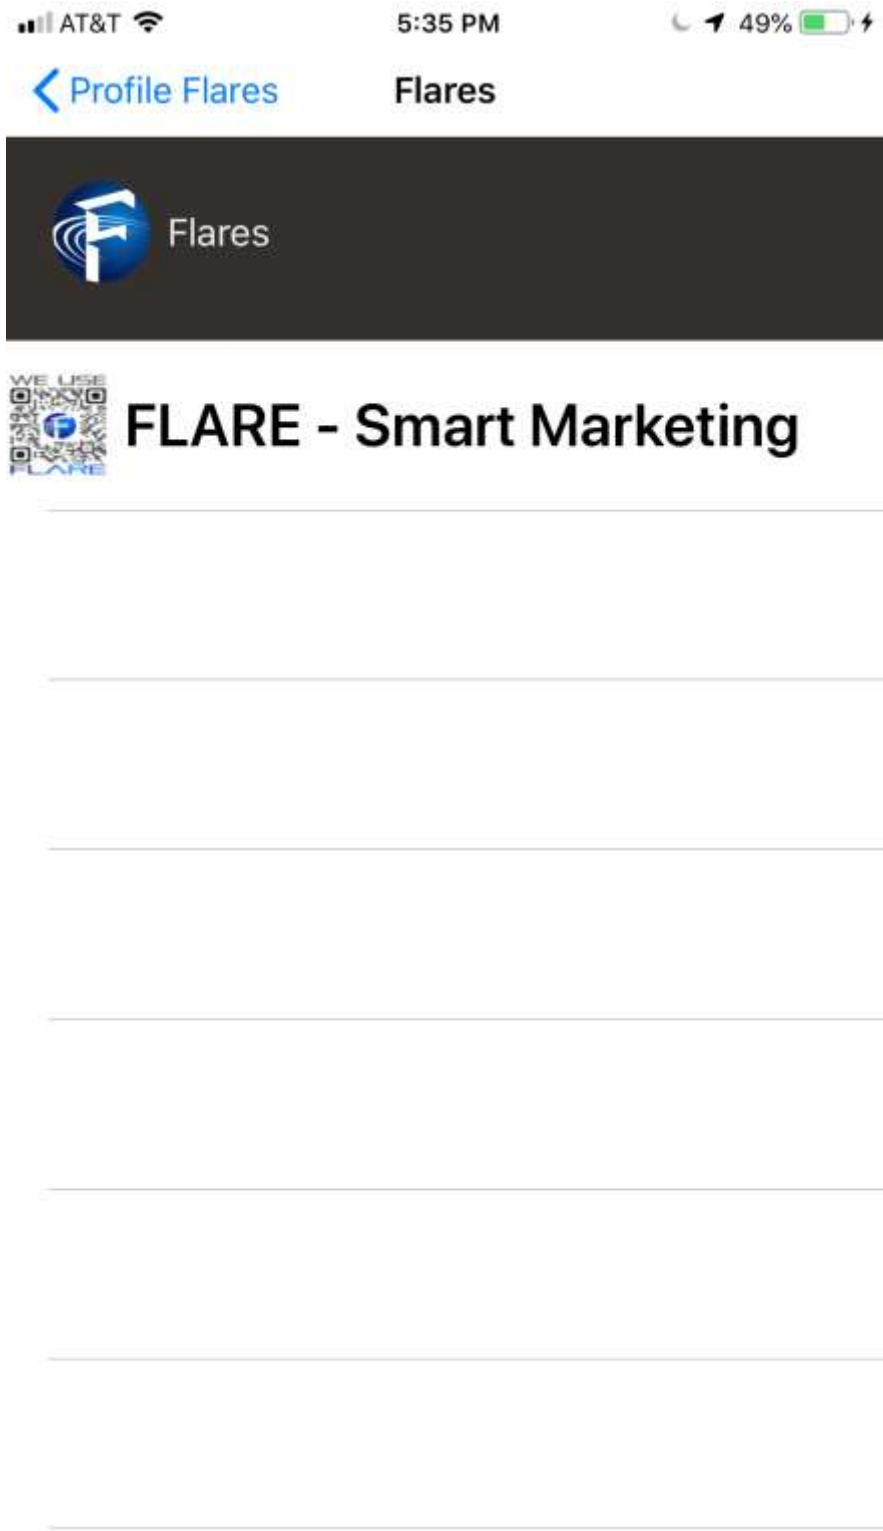 AT&T 5:35 PM 49%
Profile Flares Flares
Flares
WE USE
FLARE - Smart Marketing
FLARE